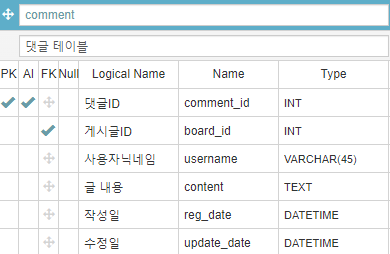 comment
댓글 테이블
PK AI FK Null Logical Name Name Type
댓글ID comment_id INT
게시글ID board_id INT
사용자닉네임 username VARCHAR(45)
글 내용 content TEXT
작성일 reg_date DATETIME
수정일 update_date DATETIME